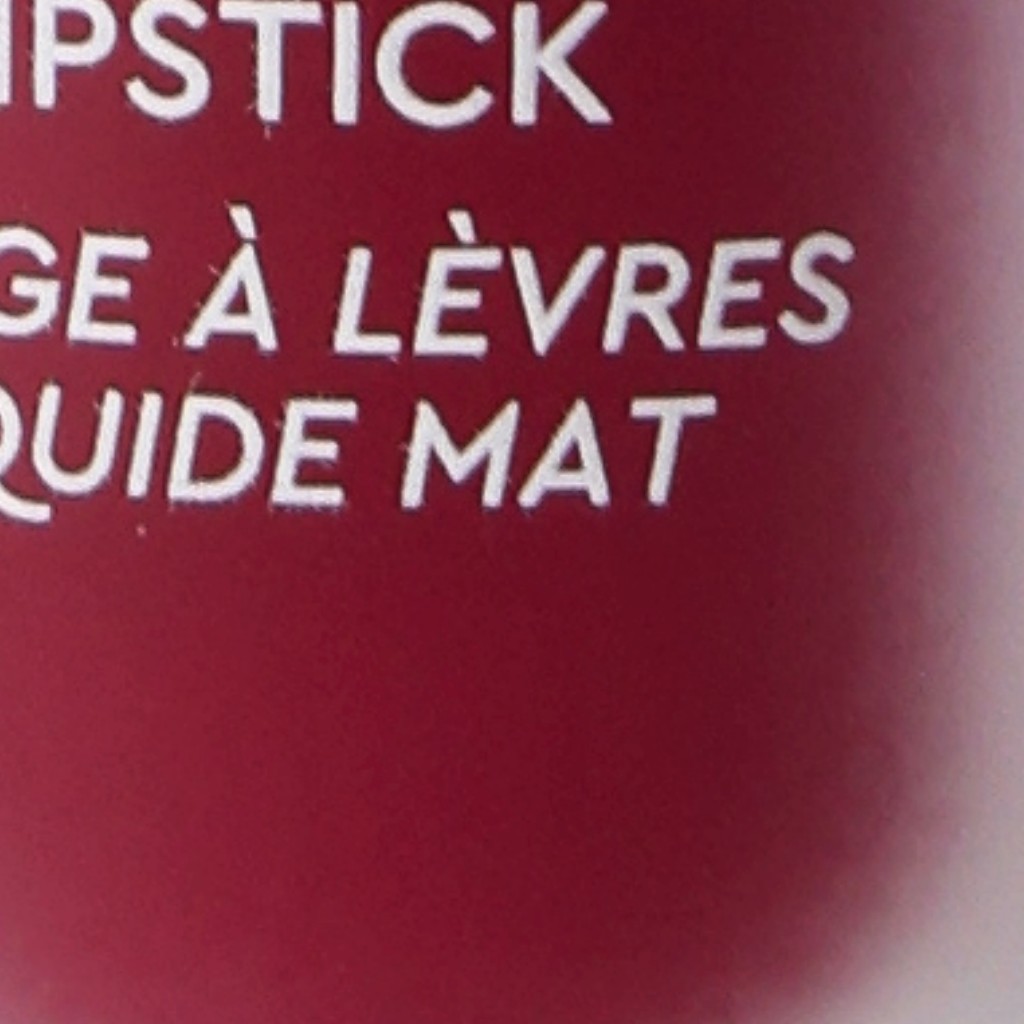 IPSTICK
GE À LÈVRES
QUIDE MAT